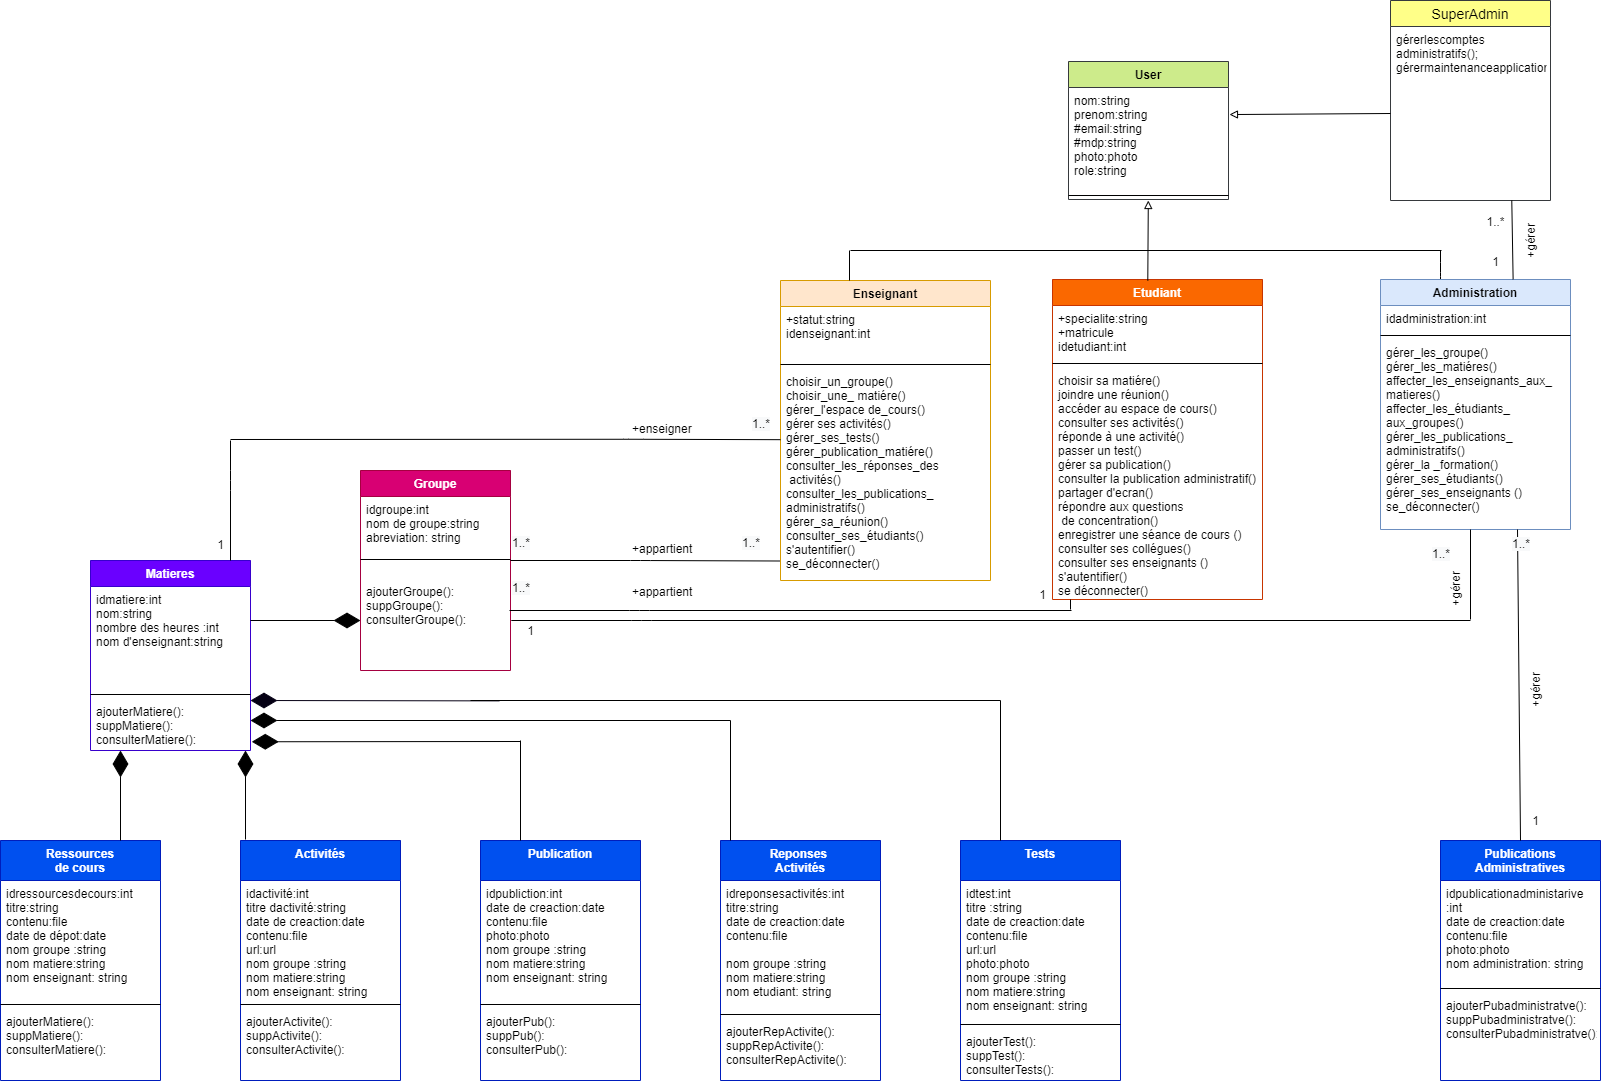 SuperAdmin
gérerlescomptes
administratifs();
gérermaintenanceapplication
User
nom:string
prenom:string
#email:string
#mdp:string
photo:photo
role:string
1..*
+gérer
1
Enseignant
+statut:string
idenseignant:int
choisir_un_groupe()
choisir_une_ matiére()
gérer_l'espace de_cours()
gérer ses activités()
gérer_ses_tests()
gérer_publication_matiére()
consulter_les_réponses_des
activités()
consulter_les_publications_
administratifs()
gérer_sa_réunion()
consulter_ses_étudiants()
s'autentifier()
se_déconnecter()
Etudiant
+specialite:string
+matricule
idetudiant:int
choisir sa matiére()
joindre une réunion()
accéder au espace de cours()
consulter ses activités()
réponde à une activité()
passer un test()
gérer sa publication()
consulter la publication administratif()
partager d'ecran()
répondre aux questions
de concentration()
enregistrer une séance de cours ()
consulter ses collégues()
consulter ses enseignants ()
s'autentifier()
se déconnecter()
Administration
idadministration:int
gérer_les_groupe()
gérer_les_matiéres()
affecter_les_enseignants_aux_
matieres()
affecter_les_étudiants_
aux_groupes()
gérer_les_publications_
administratifs()
gérer_la _formation()
gérer_ses_étudiants()
gérer_ses_enseignants ()
se_déconnecter()
+enseigner
1..*
1
Groupe
idgroupe:int
nom de groupe:string
abreviation: string
ajouterGroupe():
suppGroupe():
consulterGroupe():
1..*
+appartient
1..*
1..*
+appartient
1
1
1..*
+gérer
1..*
+gérer
1
Matieres
idmatiere:int
nom:string
nombre des heures :int
nom d'enseignant:string
ajouterMatiere():
suppMatiere():
consulterMatiere():
Ressources
de cours
idressourcesdecours:int
titre:string
contenu:file
date de dépot:date
nom groupe :string
nom matiere:string
nom enseignant: string
ajouterMatiere():
suppMatiere():
consulterMatiere():
Activités
idactivité:int
titre dactivité:string
date de creaction:date
contenu:file
url:url
nom groupe :string
nom matiere:string
nom enseignant: string
ajouterActivite():
suppActivite():
consulterActivite():
Publication
idpubliction:int
date de creaction:date
contenu:file
photo:photo
nom groupe :string
nom matiere:string
nom enseignant: string
ajouterPub():
suppPub():
consulterPub():
Reponses
Activités
idreponsesactivités:int
titre:string
date de creaction:date
contenu:file
nom groupe :string
nom matiere:string
nom etudiant: string
ajouterRepActivite():
suppRepActivite():
consulterRepActivite():
Tests
idtest:int
titre :string
date de creaction:date
contenu:file
url:url
photo:photo
nom groupe :string
nom matiere:string
nom enseignant: string
ajouterTest():
suppTest():
consulterTests():
Publications
Administratives
idpublicationadministarive
:int
date de creaction:date
contenu:file
photo:photo
nom administration: string
ajouterPubadministratve():
suppPubadministratve():
consulterPubadministratve()